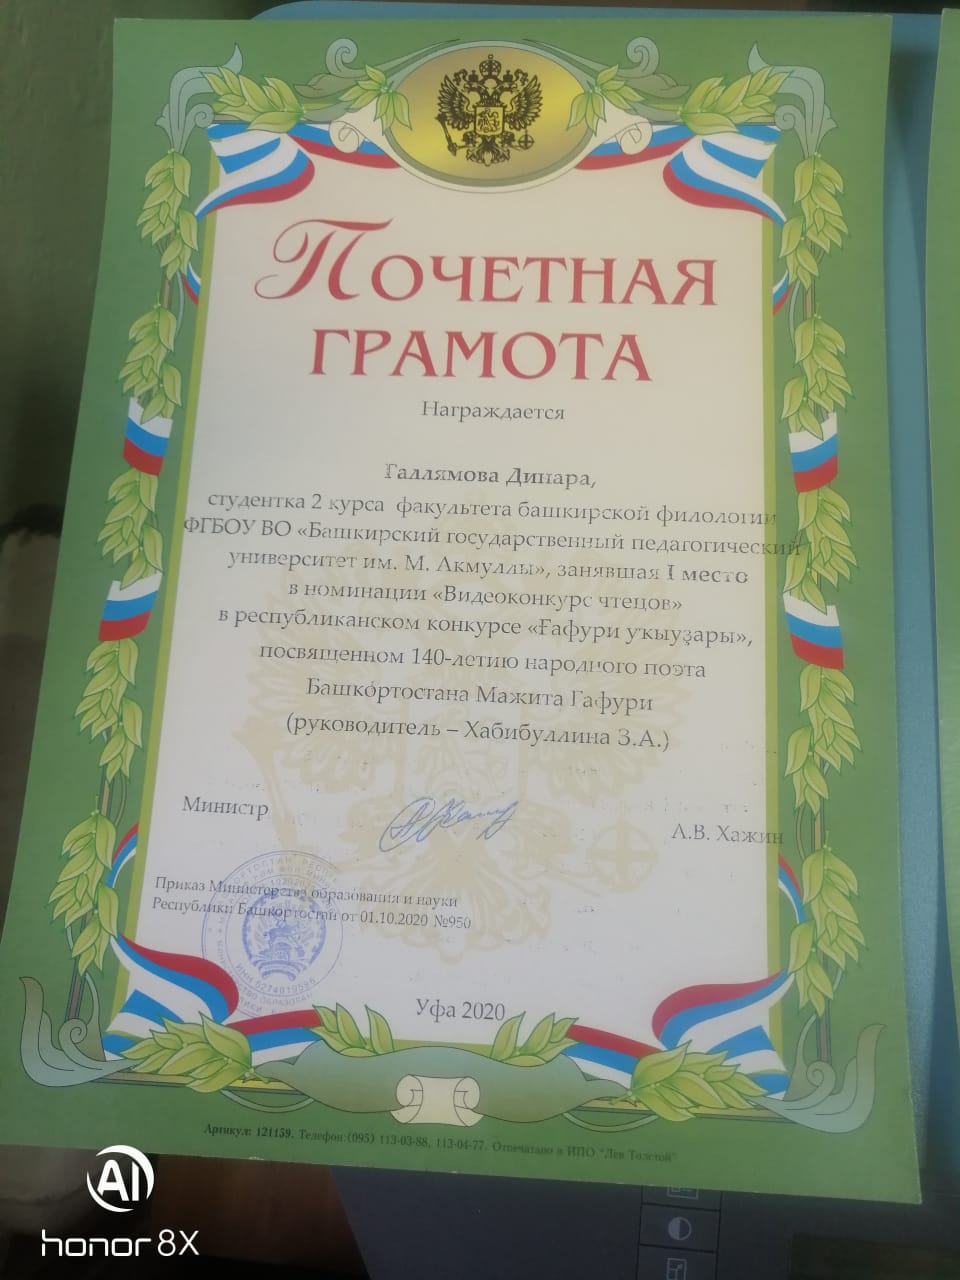 Почетная
грамота
Награждается
Галлямова Динара,
студентка 2 курса факультета башкирской филологии
ФГБОУ ВО «Башкирский государственный педагогический
университет им. М. Акмуллы», занявшая I место
в номинации «Видеоконкурс чтецов»
в республиканском конкурсе «Ғафури уҡыуҙары»,
посвященном 140-летию народного поэта
Башкортостана Мажита Гафури
(руководитель – Хабибуллина З.А.)
Министр
А.В. Хажин
Приказ Министерства образования и науки
Республики Башкортостан от 01.10.2020 №950
Уфа 2020
Артикул: 121159. Телефон:(095) 113-03-88, 113-04-77. Отпечатано в ИПО "Лев Толстой"
AI
honor 8X